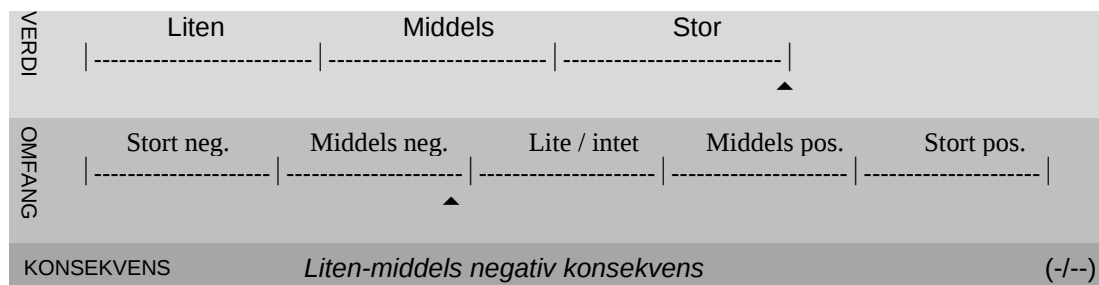 VERDI
Liten Middels Stor
|--------------------------|--------------------------|--------------------------|
OMFANG
Stort neg. Middels neg. Lite / intet Middels pos. Stort pos.
|----------------------|---------------------|---------------------|---------------------|---------------------|
KONSEKVENS Liten-middels negativ konsekvens (-/--)